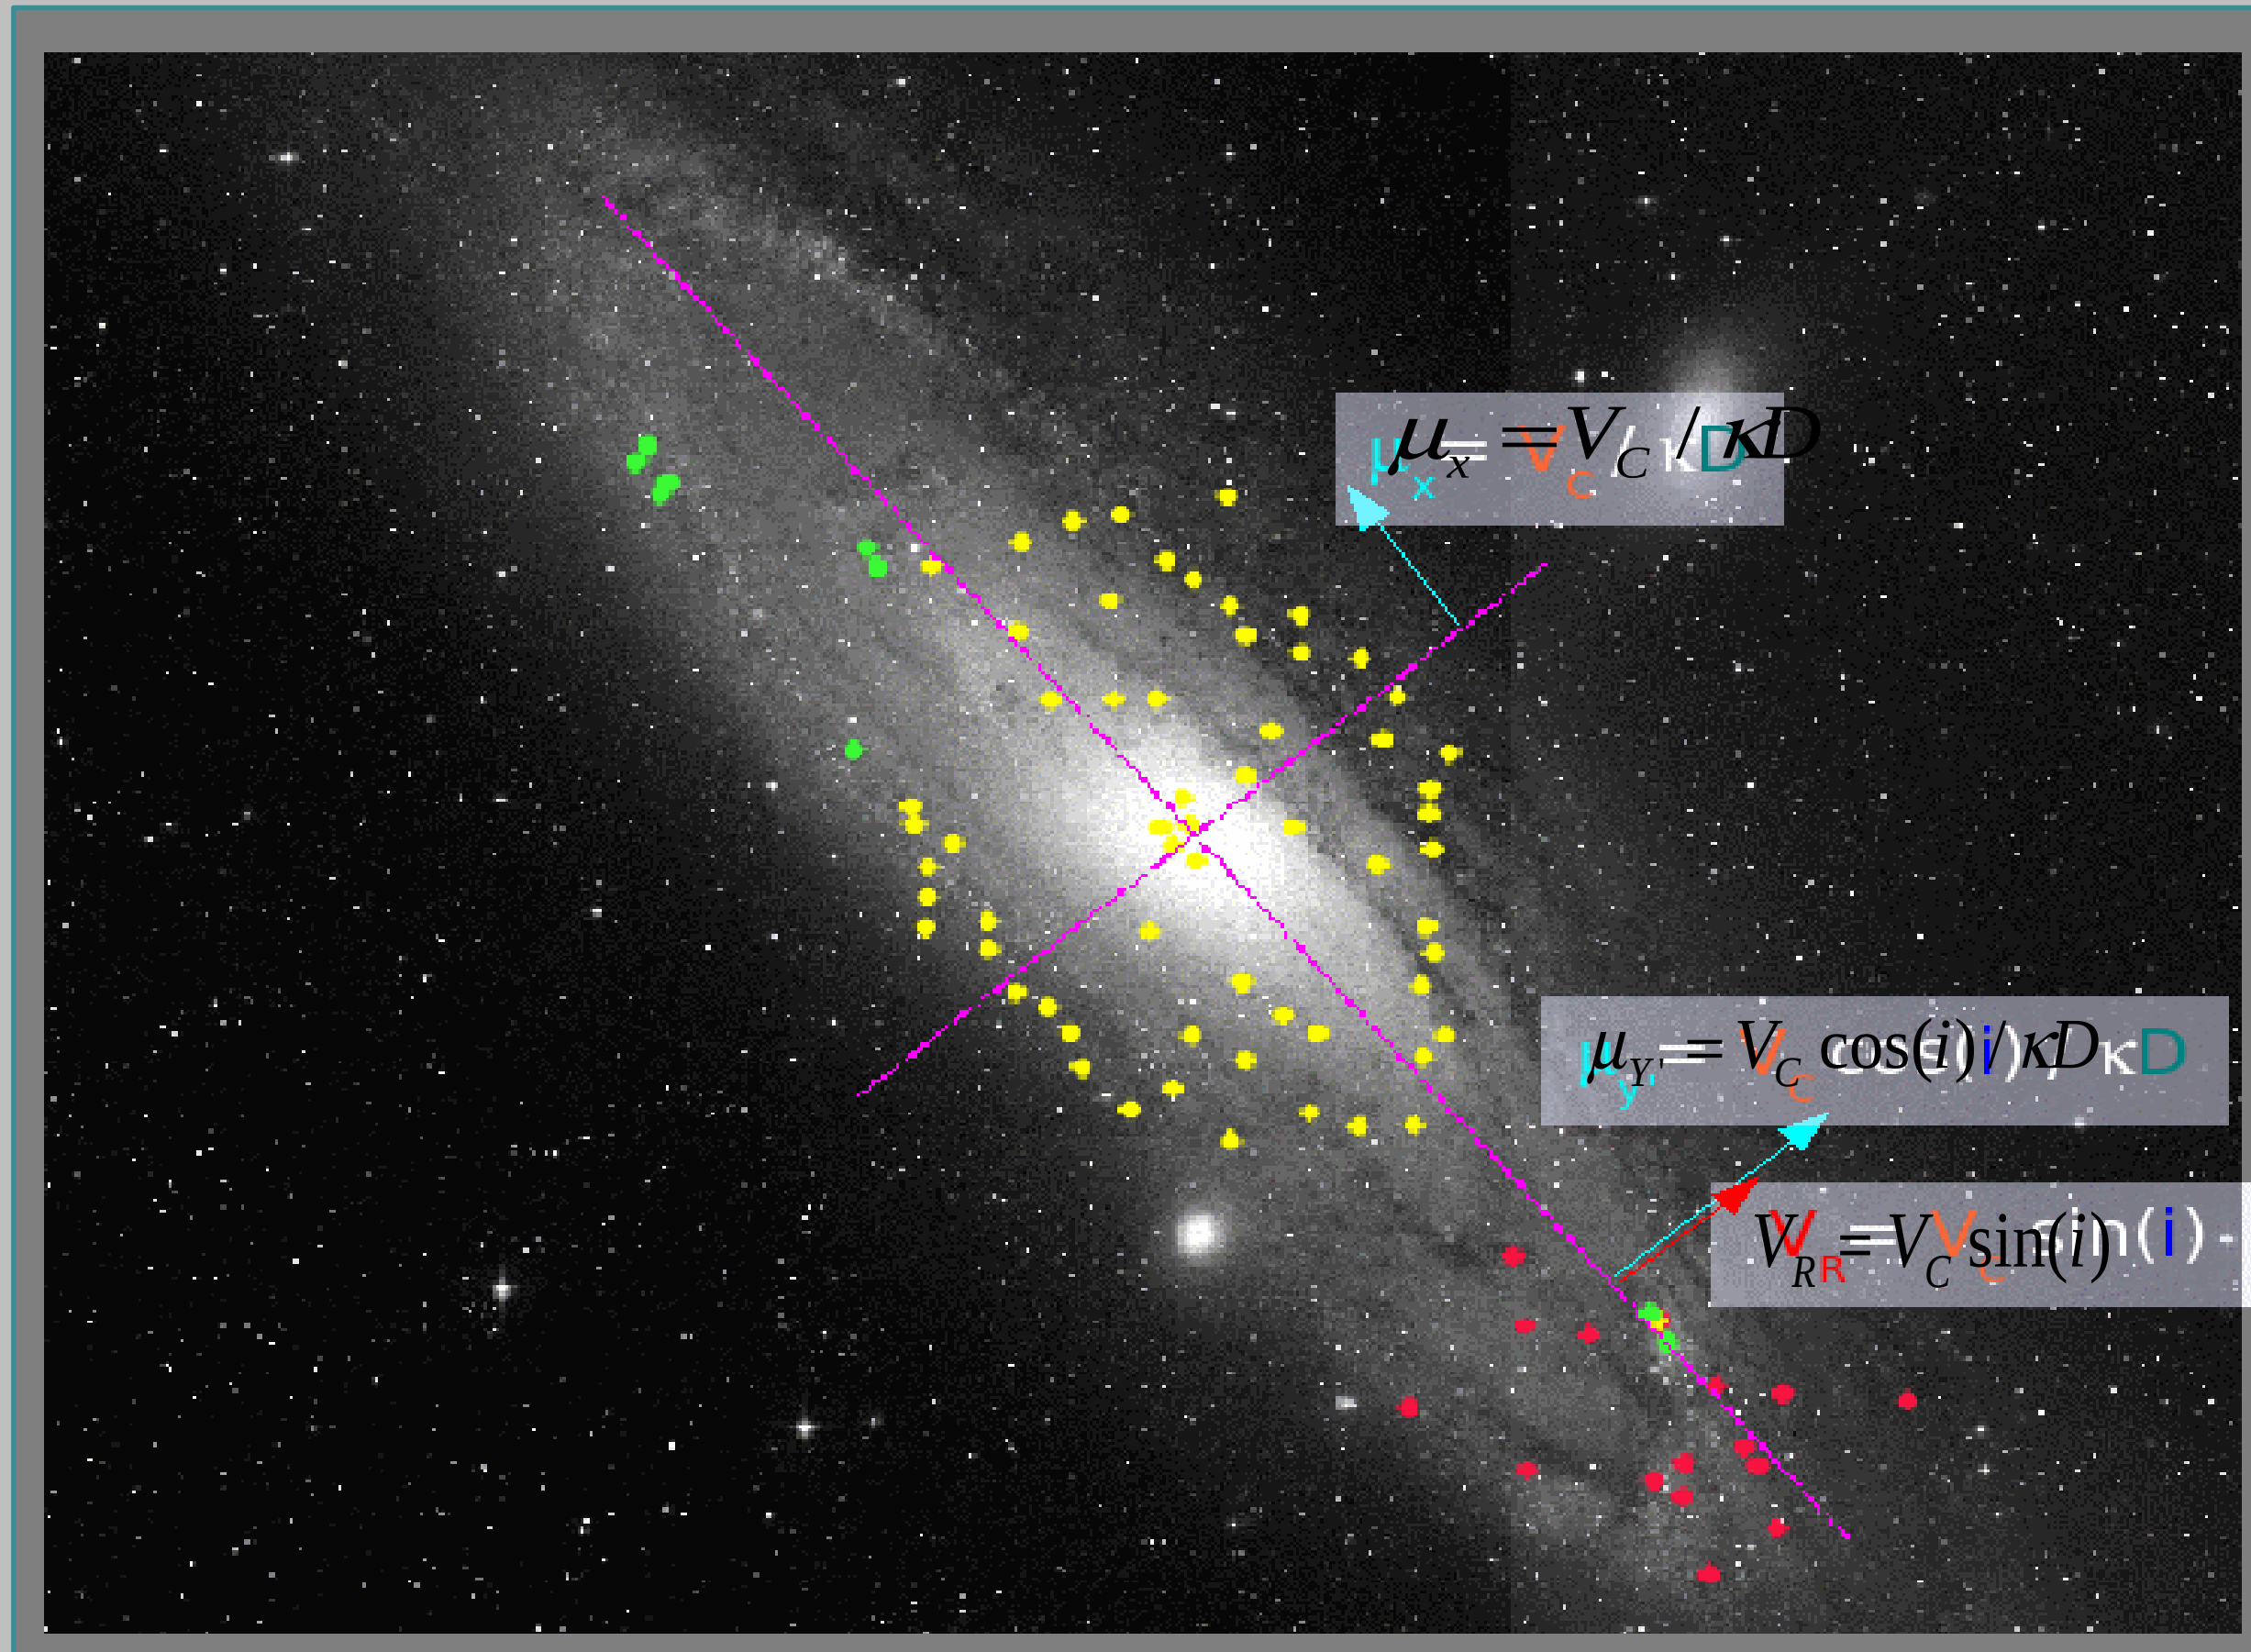 μx = VC / κD
μY' = VC cos(i) / κD
VR = VC sin(i)